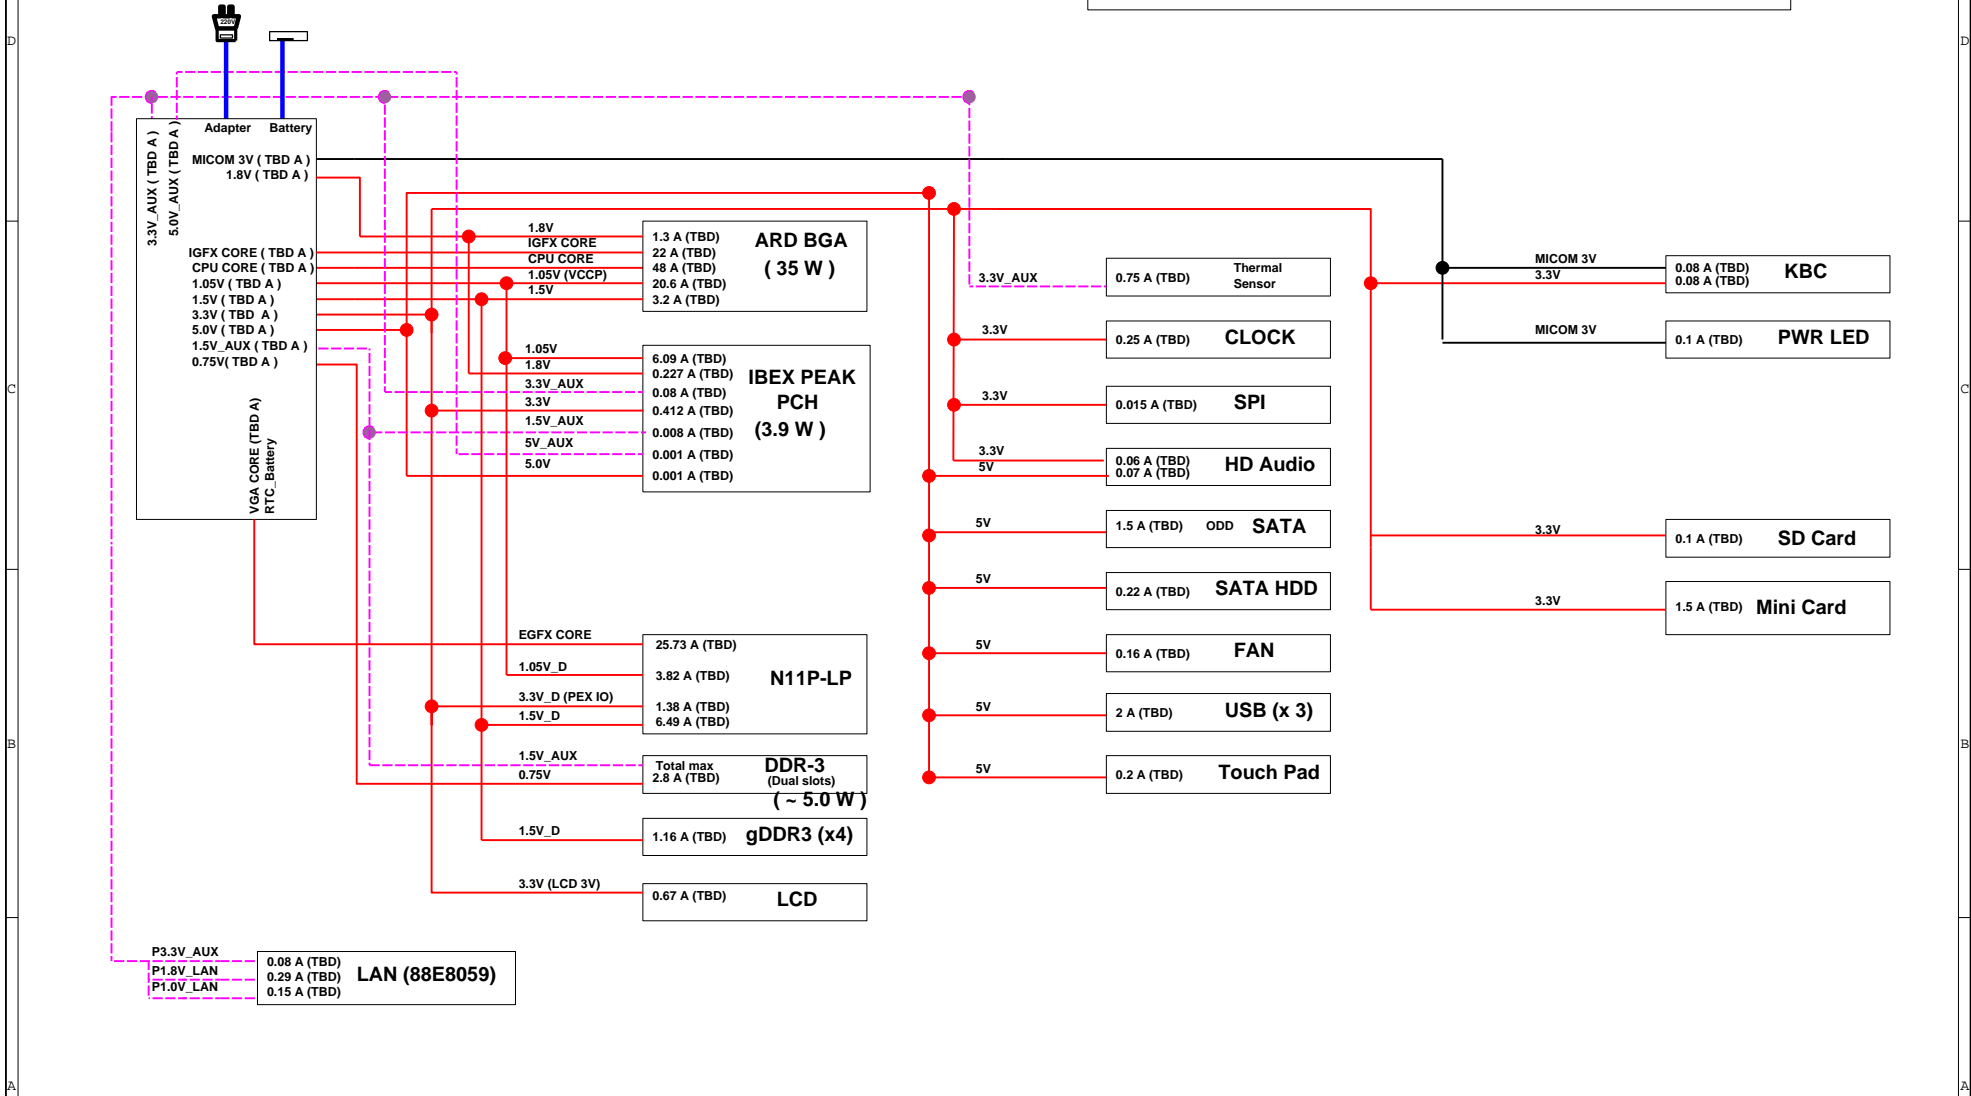 D
D
220V
Adapter
Battery
3.3V_AUX ( TBD A )
5.0V_AUX ( TBD A )
MICOM 3V ( TBD A )
1.8V ( TBD A )
IGFX CORE ( TBD A )
CPU CORE ( TBD A )
1.05V ( TBD A )
1.5V ( TBD A )
3.3V ( TBD  A )
5.0V ( TBD A )
1.5V_AUX ( TBD A )
0.75V( TBD A )
VGA CORE (TBD A)
RTC_Battery
1.8V
IGFX CORE
CPU CORE
1.05V (VCCP)
1.5V
1.3 A (TBD)
22 A (TBD)
48 A (TBD)
20.6 A (TBD)
3.2 A (TBD)
ARD BGA
( 35 W )
1.05V
1.8V
3.3V_AUX
3.3V
1.5V_AUX
5V_AUX
5.0V
6.09 A (TBD)
0.227 A (TBD)
0.08 A (TBD)
0.412 A (TBD)
0.008 A (TBD)
0.001 A (TBD)
0.001 A (TBD)
IBEX PEAK
PCH
(3.9 W )
C
C
EGFX CORE
1.05V_D
3.3V_D (PEX IO)
1.5V_D
25.73 A (TBD)
3.82 A (TBD)
1.38 A (TBD)
6.49 A (TBD)
N11P-LP
1.5V_AUX
0.75V
Total max
2.8 A (TBD)
DDR-3
(Dual slots)
( ~ 5.0 W )
1.5V_D
1.16 A (TBD)
gDDR3 (x4)
3.3V (LCD 3V)
0.67 A (TBD)
LCD
P3.3V_AUX
P1.8V_LAN
P1.0V_LAN
0.08 A (TBD)
0.29 A (TBD)
0.15 A (TBD)
LAN (88E8059)
3.3V_AUX
0.75 A (TBD)
Thermal
Sensor
3.3V
0.25 A (TBD)
CLOCK
3.3V
0.015 A (TBD)
SPI
3.3V
5V
0.06 A (TBD)
0.07 A (TBD)
HD Audio
5V
1.5 A (TBD)
ODD
SATA
5V
0.22 A (TBD)
SATA HDD
5V
0.16 A (TBD)
FAN
5V
2 A (TBD)
USB (x 3)
5V
0.2 A (TBD)
Touch Pad
MICOM 3V
3.3V
0.08 A (TBD)
0.08 A (TBD)
KBC
MICOM 3V
0.1 A (TBD)
PWR LED
3.3V
0.1 A (TBD)
SD Card
3.3V
1.5 A (TBD)
Mini Card
B
B
A
A